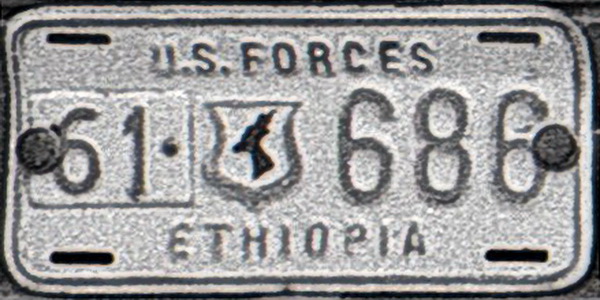 U.S. FORCES
61 · 686
ETHIOPIA